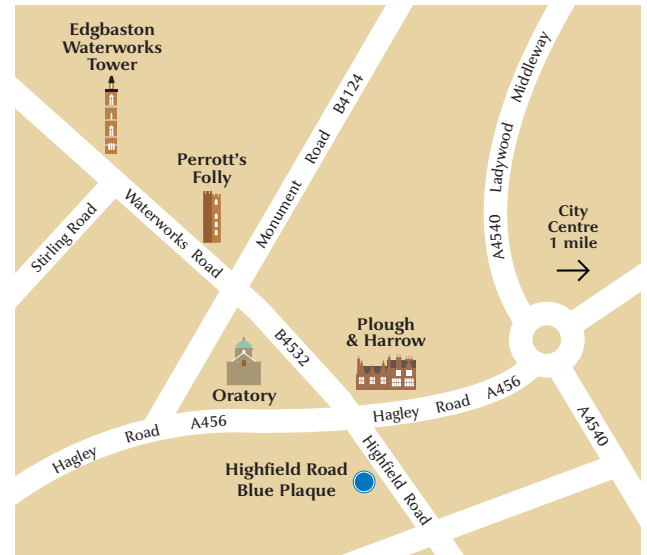 Edgbaston
Waterworks
Tower
Perrott's
Folly
Monument Road B4124
A4540 Ladywood Middleway
City
Centre
1 mile
Stirling Road
Waterworks Road
B4532
Plough
& Harrow
Oratory
Hagley Road A456
Hagley Road A456
A4540
Highfield Road
Highfield Road
Blue Plaque